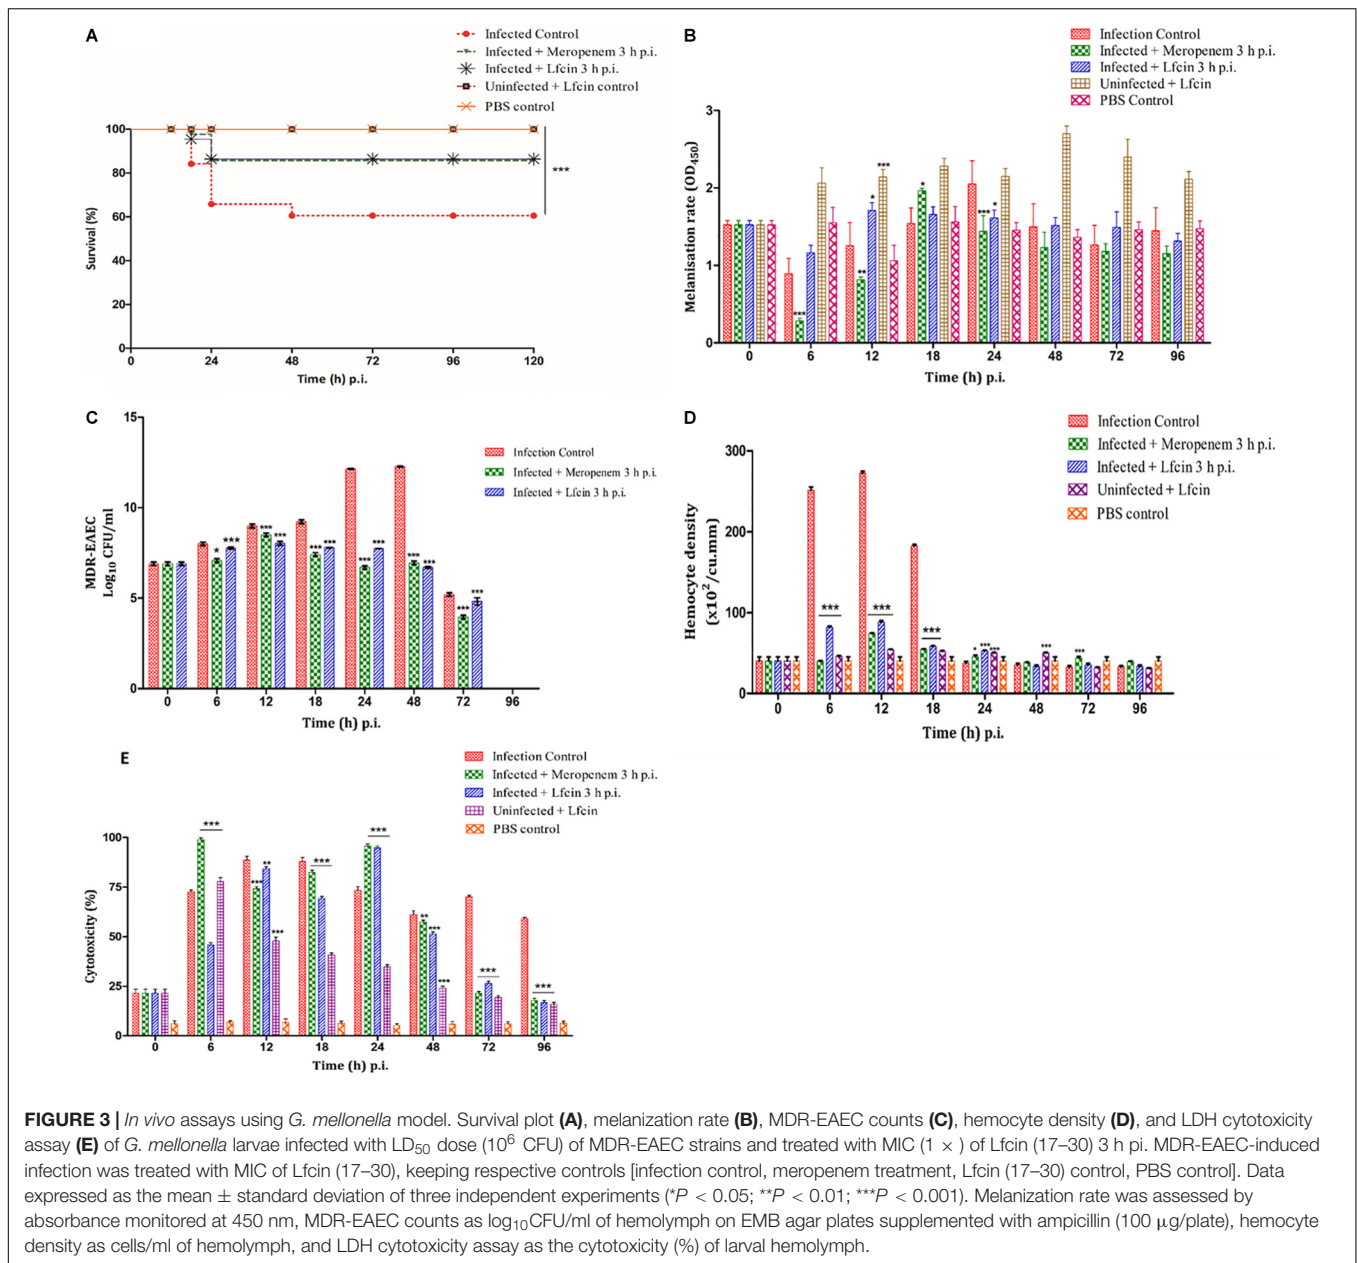 A
Infected Control
Infected + Meropenem 3 h p.i.
Infected + Lfcin 3 h p.i.
Uninfected + Lfcin control
PBS control
100
80
60
40
20
0
Survival (%)
***
0 24 48 72 96 120
Time (h) p.i.
B
Infection Control
Infected + Meropenem 3 h p.i.
Infected + Lfcin 3 h p.i.
Uninfected + Lfcin
PBS Control
3
2
1
0
Melanisation rate (OD450)
*** ** * *** * *** *
0 6 12 18 24 48 72 96
Time (h) p.i.
C
Infection Control
Infected + Meropenem 3 h p.i.
Infected + Lfcin 3 h p.i.
15
10
5
0
MDR-EAEC
Log10 CFU/ml
* *** *** *** *** *** *** *** *** *** *** ***
0 6 12 18 24 48 72 96
Time (h) p.i.
D
Infection Control
Infected + Meropenem 3 h p.i.
Infected + Lfcin 3 h p.i.
Uninfected + Lfcin
PBS control
300
200
100
0
Hemocyte density
(x10²/cu.mm)
*** *** *** * *** *** *** ***
0 6 12 18 24 48 72 96
Time (h) p.i.
E
Infection Control
Infected + Meropenem 3 h p.i.
Infected + Lfcin 3 h p.i.
Uninfected + Lfcin
PBS control
100
75
50
25
0
Cytotoxicity (%)
*** *** ** *** *** *** ** *** *** *** ***
0 6 12 18 24 48 72 96
Time (h) p.i.
FIGURE 3 | In vivo assays using G. mellonella model. Survival plot (A), melanization rate (B), MDR-EAEC counts (C), hemocyte density (D), and LDH cytotoxicity
assay (E) of G. mellonella larvae infected with LD50 dose (10⁶ CFU) of MDR-EAEC strains and treated with MIC (1 ×) of Lfcin (17–30) 3 h pi. MDR-EAEC-induced
infection was treated with MIC of Lfcin (17–30), keeping respective controls [infection control, meropenem treatment, Lfcin (17–30) control, PBS control]. Data
expressed as the mean ± standard deviation of three independent experiments (*P < 0.05; **P < 0.01; ***P < 0.001). Melanization rate was assessed by
absorbance monitored at 450 nm, MDR-EAEC counts as log10CFU/ml of hemolymph on EMB agar plates supplemented with ampicillin (100 μg/plate), hemocyte
density as cells/ml of hemolymph, and LDH cytotoxicity assay as the cytotoxicity (%) of larval hemolymph.